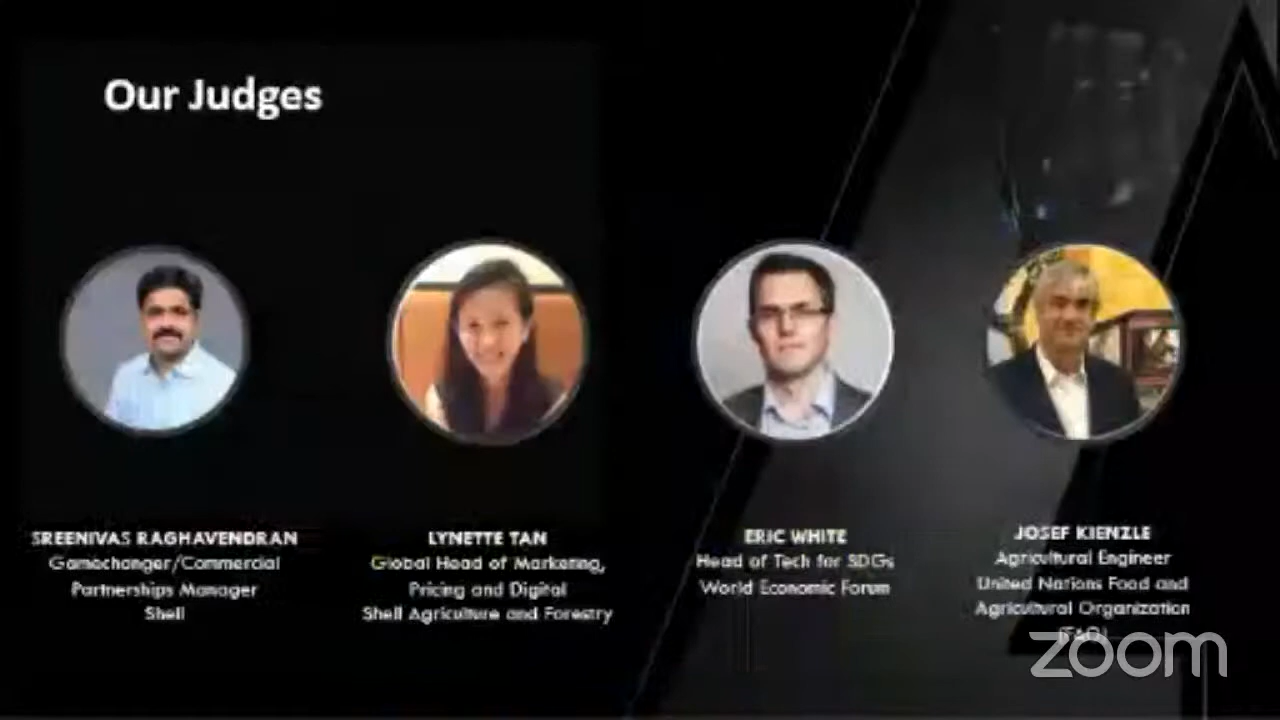 Our Judges
SREENIVAS RAGHAVENDRAN
Gamechanger/Commercial
Partnerships Manager
Shell
LYNETTE TAN
Global Head of Marketing,
Pricing and Digital
Shell Agriculture and Forestry
ERIC WHITE
Head of Tech for SDGs
World Economic Forum
JOSEF KIENZLE
Agricultural Engineer
United Nations Food and
Agricultural Organization
(FAO)
zoom